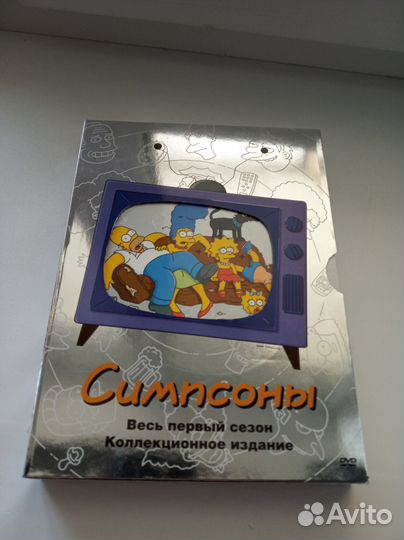 Симпсоны
Весь первый сезон
Коллекционное издание
DVD
Avito